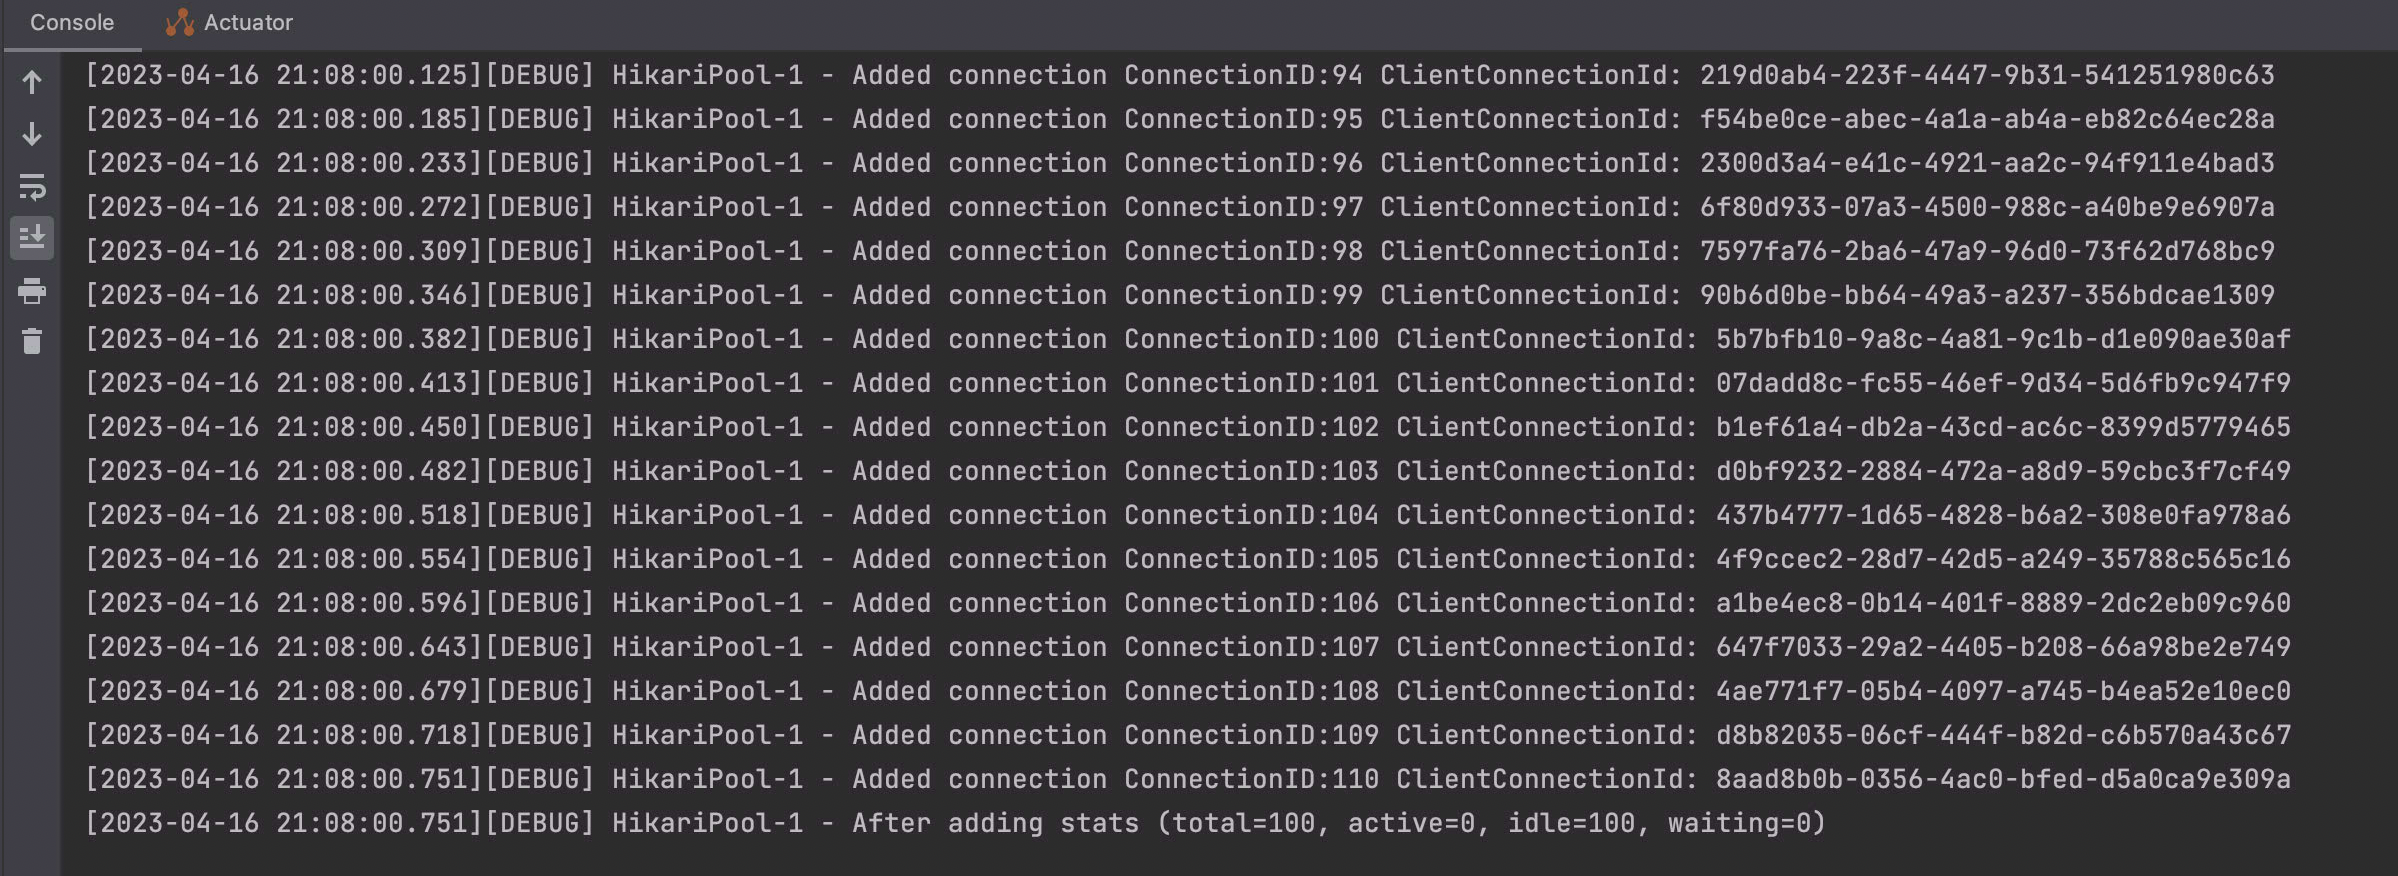 Console Actuator
[2023-04-16 21:08:00.125][DEBUG] HikariPool-1 - Added connection ConnectionID:94 ClientConnectionId: 219d0ab4-223f-4447-9b31-541251980c63
[2023-04-16 21:08:00.185][DEBUG] HikariPool-1 - Added connection ConnectionID:95 ClientConnectionId: f54be0ce-abec-4a1a-ab4a-eb82c64ec28a
[2023-04-16 21:08:00.233][DEBUG] HikariPool-1 - Added connection ConnectionID:96 ClientConnectionId: 2300d3a4-e41c-4921-aa2c-94f911e4bad3
[2023-04-16 21:08:00.272][DEBUG] HikariPool-1 - Added connection ConnectionID:97 ClientConnectionId: 6f80d933-07a3-4500-988c-a40be9e6907a
[2023-04-16 21:08:00.309][DEBUG] HikariPool-1 - Added connection ConnectionID:98 ClientConnectionId: 7597fa76-2ba6-47a9-96d0-73f62d768bc9
[2023-04-16 21:08:00.346][DEBUG] HikariPool-1 - Added connection ConnectionID:99 ClientConnectionId: 90b6d0be-bb64-49a3-a237-356bdcae1309
[2023-04-16 21:08:00.382][DEBUG] HikariPool-1 - Added connection ConnectionID:100 ClientConnectionId: 5b7bfb10-9a8c-4a81-9c1b-d1e090ae30af
[2023-04-16 21:08:00.413][DEBUG] HikariPool-1 - Added connection ConnectionID:101 ClientConnectionId: 07dadd8c-fc55-46ef-9d34-5d6fb9c947f9
[2023-04-16 21:08:00.450][DEBUG] HikariPool-1 - Added connection ConnectionID:102 ClientConnectionId: b1ef61a4-db2a-43cd-ac6c-8399d5779465
[2023-04-16 21:08:00.482][DEBUG] HikariPool-1 - Added connection ConnectionID:103 ClientConnectionId: d0bf9232-2884-472a-a8d9-59cbc3f7cf49
[2023-04-16 21:08:00.518][DEBUG] HikariPool-1 - Added connection ConnectionID:104 ClientConnectionId: 437b4777-1d65-4828-b6a2-308e0fa978a6
[2023-04-16 21:08:00.554][DEBUG] HikariPool-1 - Added connection ConnectionID:105 ClientConnectionId: 4f9ccec2-28d7-42d5-a249-35788c565c16
[2023-04-16 21:08:00.596][DEBUG] HikariPool-1 - Added connection ConnectionID:106 ClientConnectionId: a1be4ec8-0b14-401f-8889-2dc2eb09c960
[2023-04-16 21:08:00.643][DEBUG] HikariPool-1 - Added connection ConnectionID:107 ClientConnectionId: 647f7033-29a2-4405-b208-66a98be2e749
[2023-04-16 21:08:00.679][DEBUG] HikariPool-1 - Added connection ConnectionID:108 ClientConnectionId: 4ae771f7-05b4-4097-a745-b4ea52e10ec0
[2023-04-16 21:08:00.718][DEBUG] HikariPool-1 - Added connection ConnectionID:109 ClientConnectionId: d8b82035-06cf-444f-b82d-c6b570a43c67
[2023-04-16 21:08:00.751][DEBUG] HikariPool-1 - Added connection ConnectionID:110 ClientConnectionId: 8aad8b0b-0356-4ac0-bfed-d5a0ca9e309a
[2023-04-16 21:08:00.751][DEBUG] HikariPool-1 - After adding stats (total=100, active=0, idle=100, waiting=0)